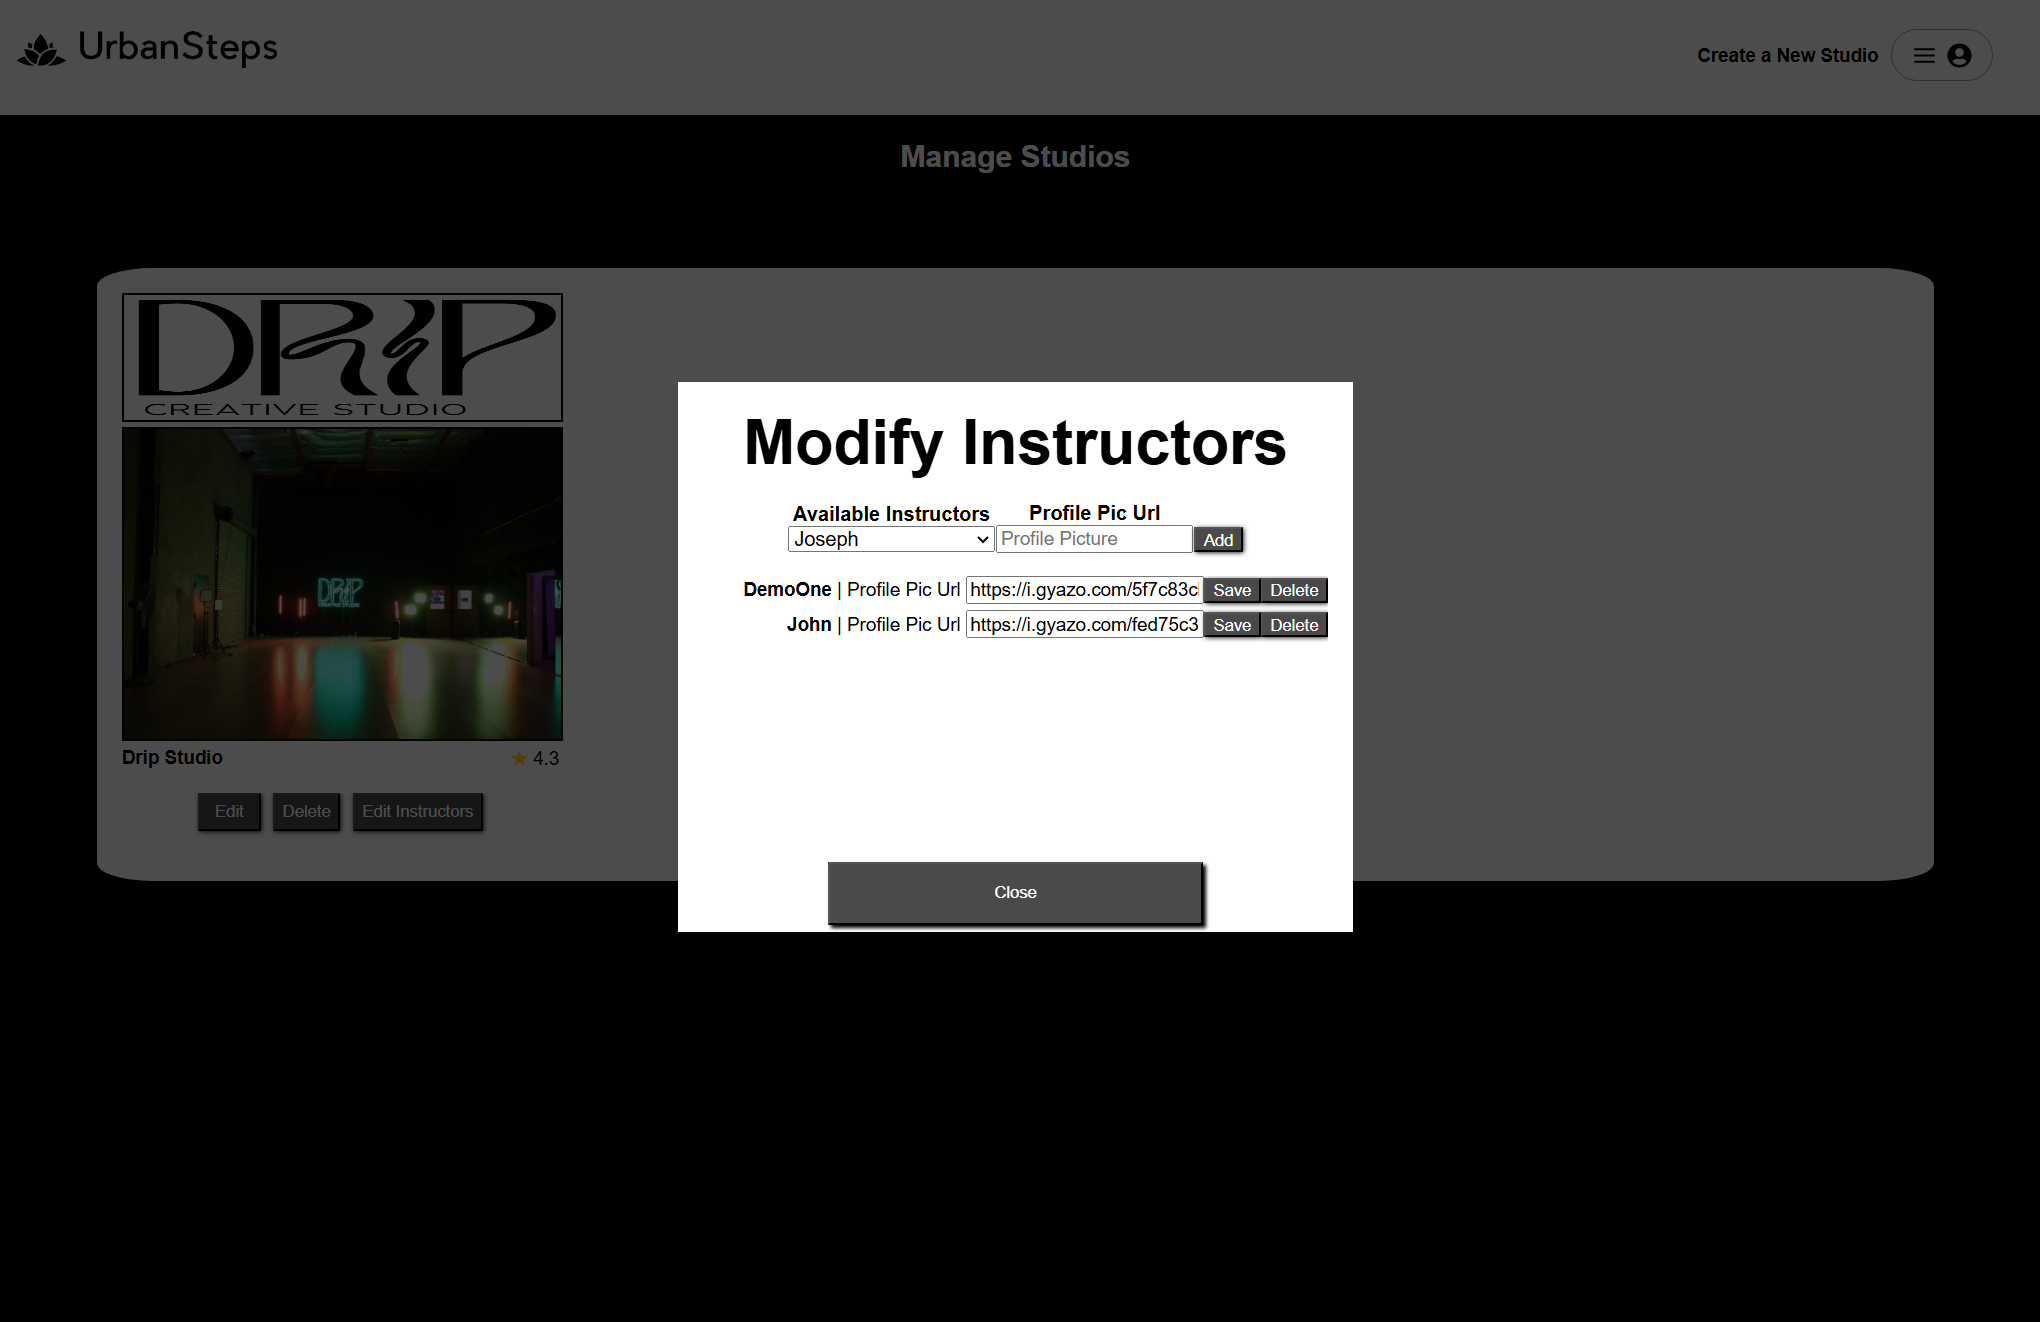 UrbanSteps
Create a New Studio
Manage Studios
DRIP
CREATIVE STUDIO
DRIP
CREATIVE STUDIO
Drip Studio
★ 4.3
Edit Delete Edit Instructors
Modify Instructors
Available Instructors Profile Pic Url
Joseph Profile Picture Add
DemoOne | Profile Pic Url https://i.gyazo.com/5f7c83c Save Delete
John | Profile Pic Url https://i.gyazo.com/fed75c3 Save Delete
Close